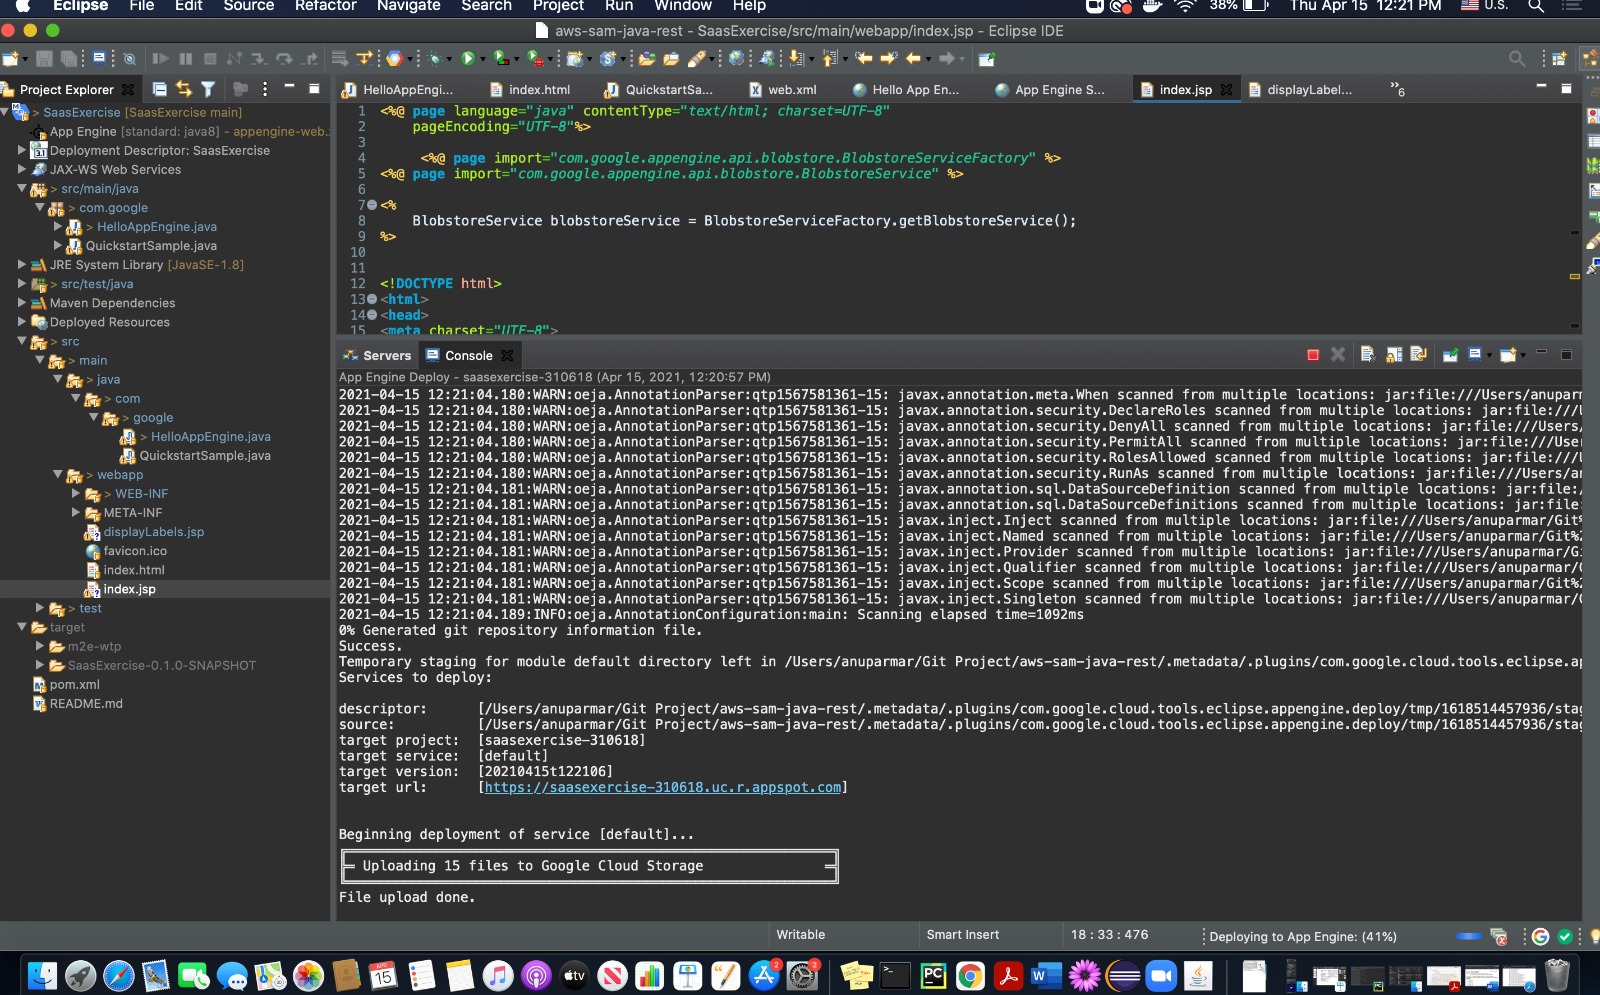 Eclipse File Edit Source Refactor Navigate Search Project Run Window Help 38% Thu Apr 15 12:21 PM U.S.
aws-sam-java-rest - SaasExercise/src/main/webapp/index.jsp - Eclipse IDE
Project Explorer
SaasExercise [SaasExercise main]
App Engine [standard: java8] - appengine-web.
Deployment Descriptor: SaasExercise
JAX-WS Web Services
> src/main/java
> com.google
> HelloAppEngine.java
QuickstartSample.java
JRE System Library [JavaSE-1.8]
> src/test/java
Maven Dependencies
Deployed Resources
> src
> main
> java
> com
> google
> HelloAppEngine.java
QuickstartSample.java
> webapp
> WEB-INF
META-INF
displayLabels.jsp
favicon.ico
index.html
index.jsp
> test
target
m2e-wtp
SaasExercise-0.1.0-SNAPSHOT
pom.xml
README.md
HelloAppEngi... index.html QuickstartSa... web.xml Hello App En... App Engine S... index.jsp displayLabel... »6
1 <%@ page language="java" contentType="text/html; charset=UTF-8"
2 pageEncoding="UTF-8"%>
3
4 <%@ page import="com.google.appengine.api.blobstore.BlobstoreServiceFactory" %>
5 <%@ page import="com.google.appengine.api.blobstore.BlobstoreService" %>
6
7 <%
8 BlobstoreService blobstoreService = BlobstoreServiceFactory.getBlobstoreService();
9 %>
10
11
12 <!DOCTYPE html>
13 <html>
14 <head>
15 <meta charset="UTF-8">
Servers Console
App Engine Deploy - saasexercise-310618 (Apr 15, 2021, 12:20:57 PM)
2021-04-15 12:21:04.180:WARN:oeja.AnnotationParser:qtp1567581361-15: javax.annotation.meta.When scanned from multiple locations: jar:file:///Users/anuparm
2021-04-15 12:21:04.180:WARN:oeja.AnnotationParser:qtp1567581361-15: javax.annotation.security.DeclareRoles scanned from multiple locations: jar:file:///U
2021-04-15 12:21:04.180:WARN:oeja.AnnotationParser:qtp1567581361-15: javax.annotation.security.DenyAll scanned from multiple locations: jar:file:///Users/
2021-04-15 12:21:04.180:WARN:oeja.AnnotationParser:qtp1567581361-15: javax.annotation.security.PermitAll scanned from multiple locations: jar:file:///User
2021-04-15 12:21:04.180:WARN:oeja.AnnotationParser:qtp1567581361-15: javax.annotation.security.RolesAllowed scanned from multiple locations: jar:file:///U
2021-04-15 12:21:04.180:WARN:oeja.AnnotationParser:qtp1567581361-15: javax.annotation.security.RunAs scanned from multiple locations: jar:file:///Users/an
2021-04-15 12:21:04.181:WARN:oeja.AnnotationParser:qtp1567581361-15: javax.annotation.sql.DataSourceDefinition scanned from multiple locations: jar:file:/
2021-04-15 12:21:04.181:WARN:oeja.AnnotationParser:qtp1567581361-15: javax.annotation.sql.DataSourceDefinitions scanned from multiple locations: jar:file:
2021-04-15 12:21:04.181:WARN:oeja.AnnotationParser:qtp1567581361-15: javax.inject.Inject scanned from multiple locations: jar:file:///Users/anuparmar/Git%
2021-04-15 12:21:04.181:WARN:oeja.AnnotationParser:qtp1567581361-15: javax.inject.Named scanned from multiple locations: jar:file:///Users/anuparmar/Git%2
2021-04-15 12:21:04.181:WARN:oeja.AnnotationParser:qtp1567581361-15: javax.inject.Provider scanned from multiple locations: jar:file:///Users/anuparmar/Gi
2021-04-15 12:21:04.181:WARN:oeja.AnnotationParser:qtp1567581361-15: javax.inject.Qualifier scanned from multiple locations: jar:file:///Users/anuparmar/G
2021-04-15 12:21:04.181:WARN:oeja.AnnotationParser:qtp1567581361-15: javax.inject.Scope scanned from multiple locations: jar:file:///Users/anuparmar/Git%2
2021-04-15 12:21:04.181:WARN:oeja.AnnotationParser:qtp1567581361-15: javax.inject.Singleton scanned from multiple locations: jar:file:///Users/anuparmar/G
2021-04-15 12:21:04.189:INFO:oeja.AnnotationConfiguration:main: Scanning elapsed time=1092ms
0% Generated git repository information file.
Success.
Temporary staging for module default directory left in /Users/anuparmar/Git Project/aws-sam-java-rest/.metadata/.plugins/com.google.cloud.tools.eclipse.ap
Services to deploy:
descriptor: [/Users/anuparmar/Git Project/aws-sam-java-rest/.metadata/.plugins/com.google.cloud.tools.eclipse.appengine.deploy/tmp/1618514457936/stag
source: [/Users/anuparmar/Git Project/aws-sam-java-rest/.metadata/.plugins/com.google.cloud.tools.eclipse.appengine.deploy/tmp/1618514457936/stag
target project: [saasexercise-310618]
target service: [default]
target version: [20210415t122106]
target url: [https://saasexercise-310618.uc.r.appspot.com]
Beginning deployment of service [default]...
Uploading 15 files to Google Cloud Storage
File upload done.
Writable Smart Insert 18 : 33 : 476 Deploying to App Engine: (41%)